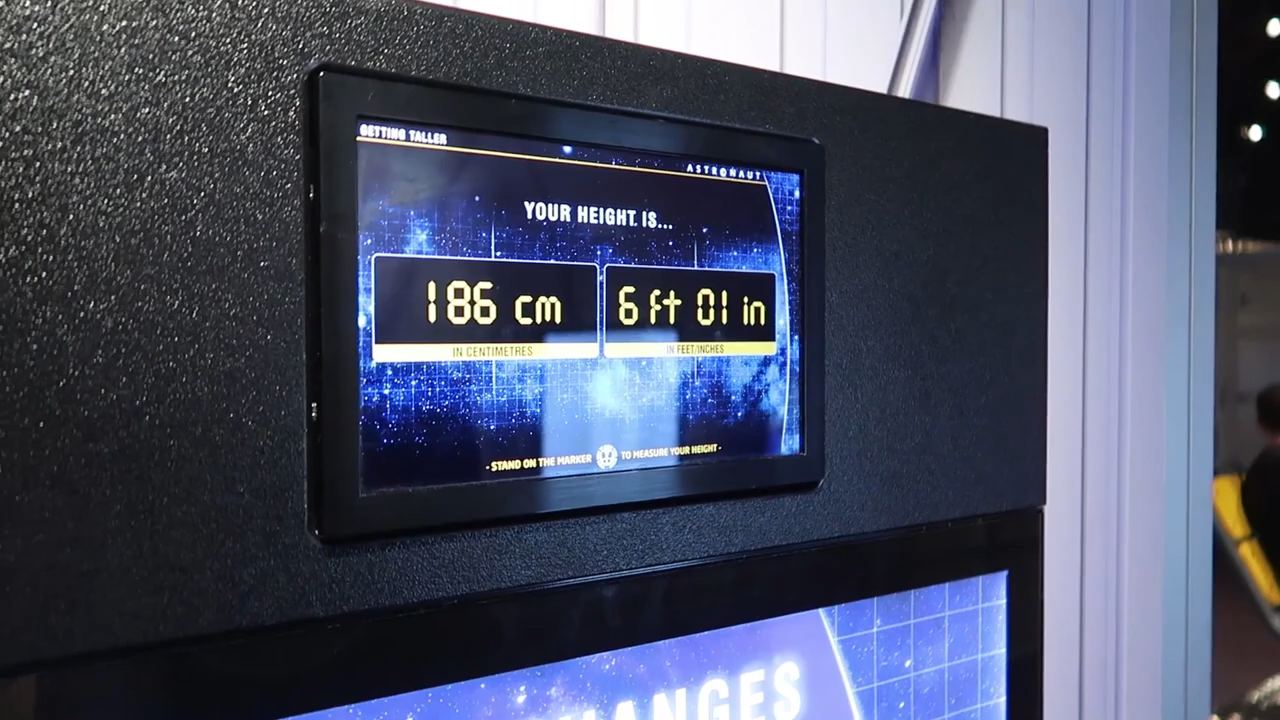 GETTING TALLER
ASTRONAUT
YOUR HEIGHT IS...
186 cm
6 ft 01 in
IN CENTIMETRES
IN FEET/INCHES
- STAND ON THE MARKER TO MEASURE YOUR HEIGHT -
HANGES